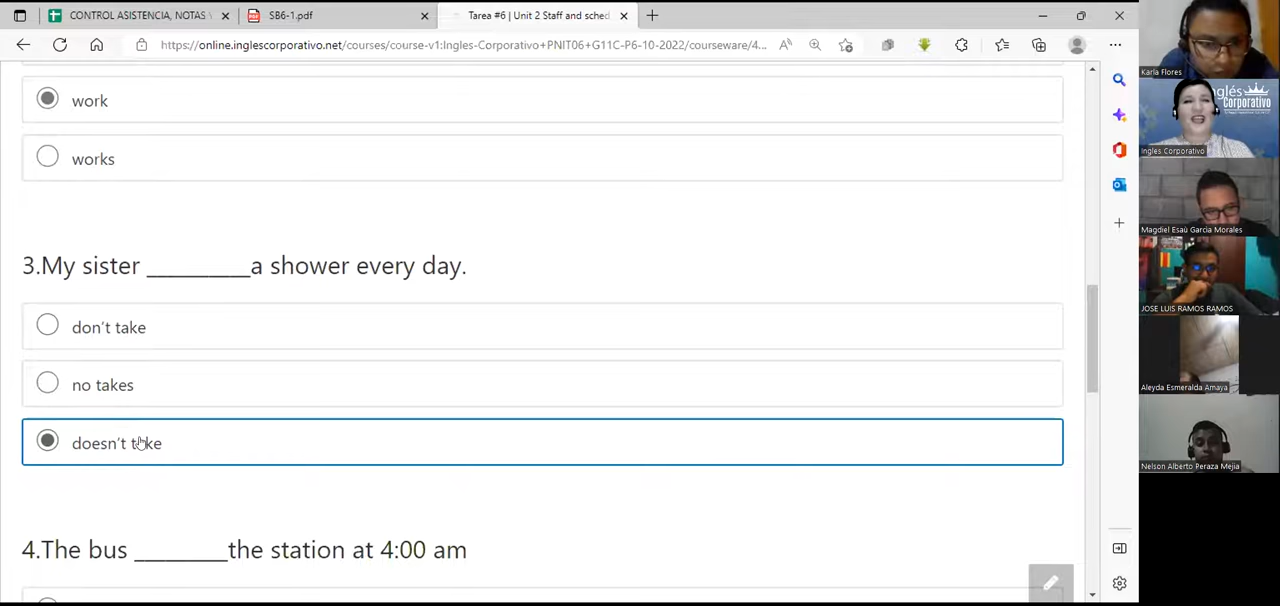 CONTROL ASISTENCIA, NOTAS
SB6-1.pdf
Tarea #6 | Unit 2 Staff and sched
https://online.inglescorporativo.net/courses/course-v1:Ingles-Corporativo+PNIT06+G11C-P6-10-2022/courseware/4...
work
works
3.My sister __________a shower every day.
don't take
no takes
doesn't take
4.The bus _________the station at 4:00 am
Karla Flores
Inglés
Corporativo
Ingles Corporativo
Magdiel Esaú Garcia Morales
JOSE LUIS RAMOS RAMOS
Aleyda Esmeralda Amaya
Nelson Alberto Peraza Mejia